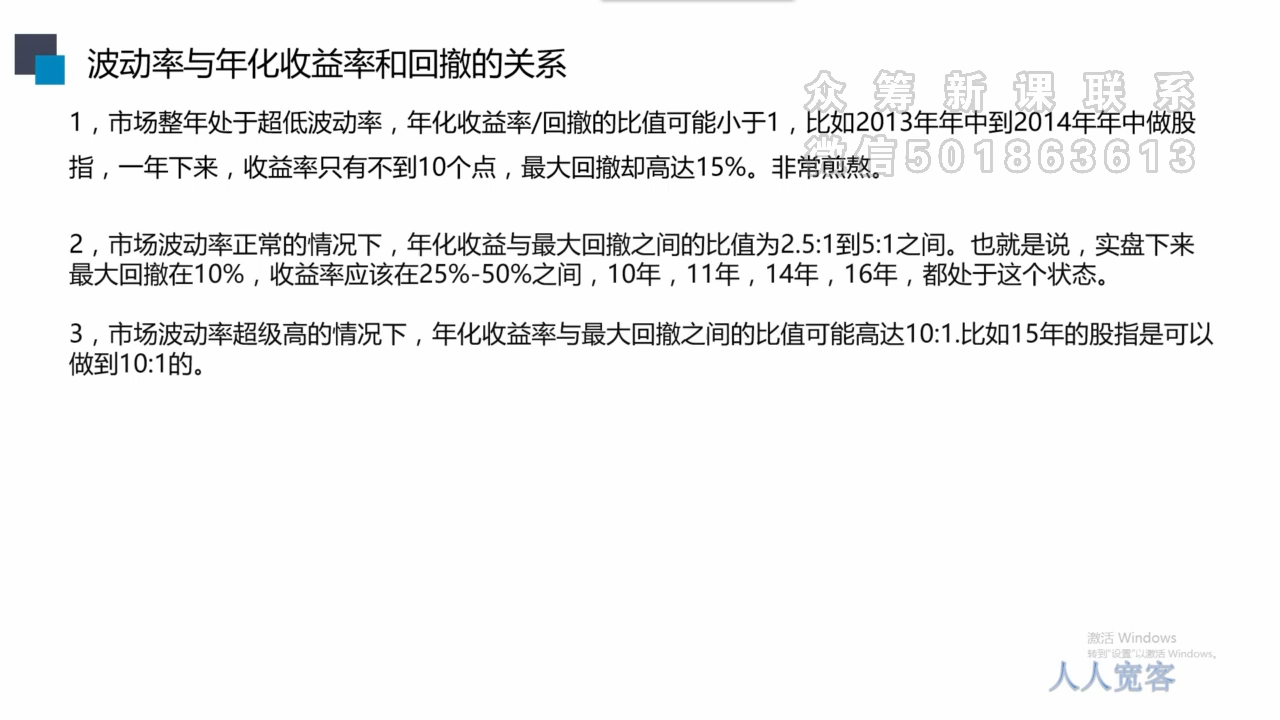 波动率与年化收益率和回撤的关系
众筹新课联系
1，市场整年处于超低波动率，年化收益率/回撤的比值可能小于1，比如2013年年中到2014年年中做股
微信501863613
指，一年下来，收益率只有不到10个点，最大回撤却高达15%。非常煎熬。
2，市场波动率正常的情况下，年化收益与最大回撤之间的比值为2.5:1到5:1之间。也就是说，实盘下来
最大回撤在10%，收益率应该在25%-50%之间，10年，11年，14年，16年，都处于这个状态。
3，市场波动率超级高的情况下，年化收益率与最大回撤之间的比值可能高达10:1.比如15年的股指是可以
做到10:1的。
激活 Windows
转到"设置"以激活 Windows。
人人宽客